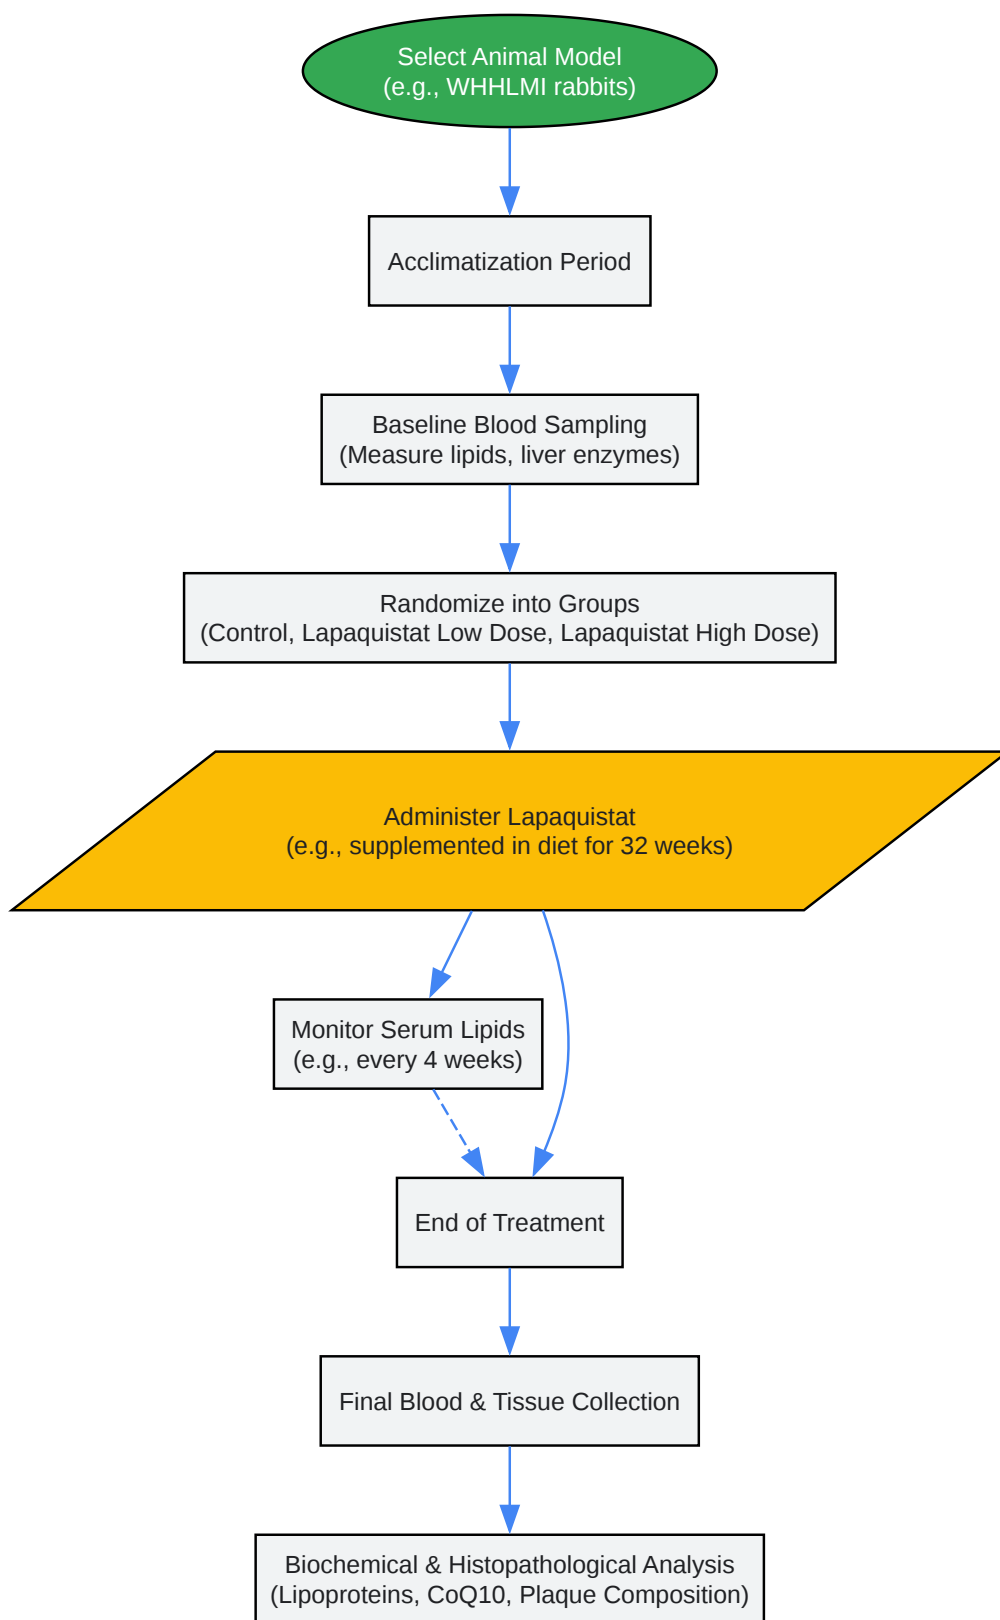 Select Animal Model
(e.g., WHHLMI rabbits)
Acclimatization Period
Baseline Blood Sampling
(Measure lipids, liver enzymes)
Randomize into Groups
(Control, Lapaquistat Low Dose, Lapaquistat High Dose)
Administer Lapaquistat
(e.g., supplemented in diet for 32 weeks)
Monitor Serum Lipids
(e.g., every 4 weeks)
End of Treatment
Final Blood & Tissue Collection
Biochemical & Histopathological Analysis
(Lipoproteins, CoQ10, Plaque Composition)